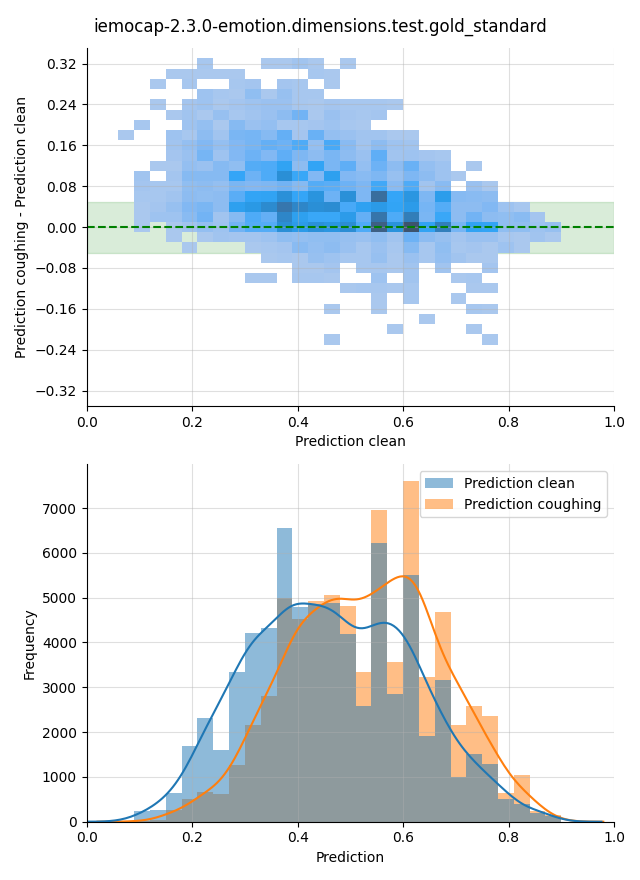 iemocap-2.3.0-emotion.dimensions.test.gold_standard
0.32
0.24
0.16
0.08
0.00
−0.08
−0.16
−0.24
−0.32
Prediction coughing - Prediction clean
0.0 0.2 0.4 0.6 0.8 1.0
Prediction clean
Prediction clean
Prediction coughing
7000
6000
5000
4000
3000
2000
1000
0
Frequency
0.0 0.2 0.4 0.6 0.8 1.0
Prediction